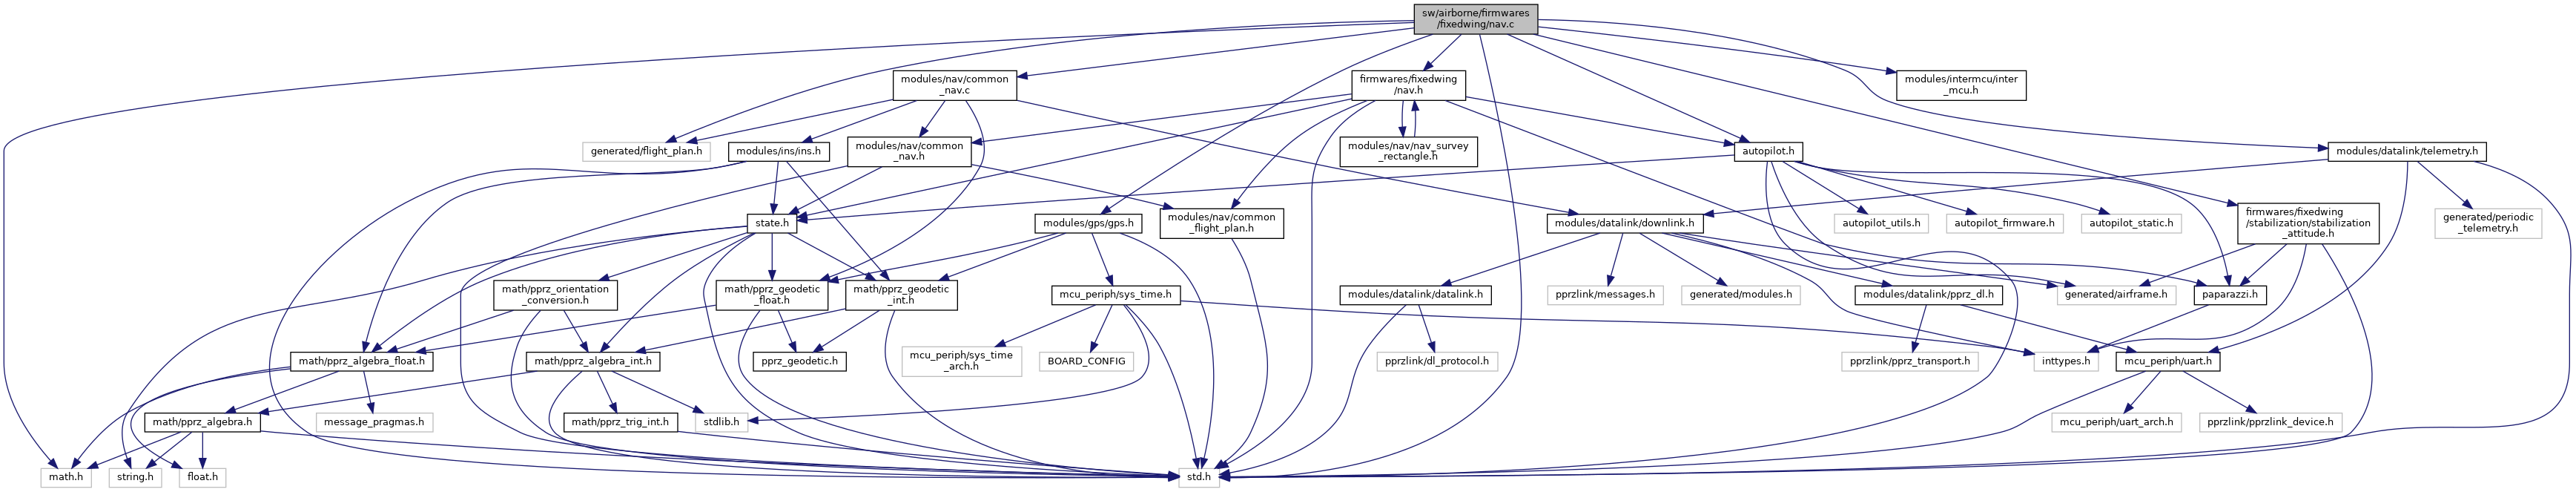 sw/airborne/firmwares
/fixedwing/nav.c
modules/nav/common
_nav.c
firmwares/fixedwing
/nav.h
modules/intermcu/inter
_mcu.h
generated/flight_plan.h
modules/ins/ins.h
modules/nav/common
_nav.h
modules/nav/nav_survey
_rectangle.h
autopilot.h
modules/datalink/telemetry.h
state.h
modules/gps/gps.h
modules/nav/common
_flight_plan.h
modules/datalink/downlink.h
autopilot_utils.h
autopilot_firmware.h
autopilot_static.h
firmwares/fixedwing
/stabilization/stabilization
_attitude.h
generated/periodic
_telemetry.h
math/pprz_orientation
_conversion.h
math/pprz_geodetic
_float.h
math/pprz_geodetic
_int.h
mcu_periph/sys_time.h
modules/datalink/datalink.h
pprzlink/messages.h
generated/modules.h
modules/datalink/pprz_dl.h
generated/airframe.h
paparazzi.h
math/pprz_algebra_float.h
math/pprz_algebra_int.h
pprz_geodetic.h
mcu_periph/sys_time
_arch.h
BOARD_CONFIG
pprzlink/dl_protocol.h
pprzlink/pprz_transport.h
inttypes.h
mcu_periph/uart.h
math/pprz_algebra.h
message_pragmas.h
math/pprz_trig_int.h
stdlib.h
mcu_periph/uart_arch.h
pprzlink/pprzlink_device.h
math.h
string.h
float.h
std.h